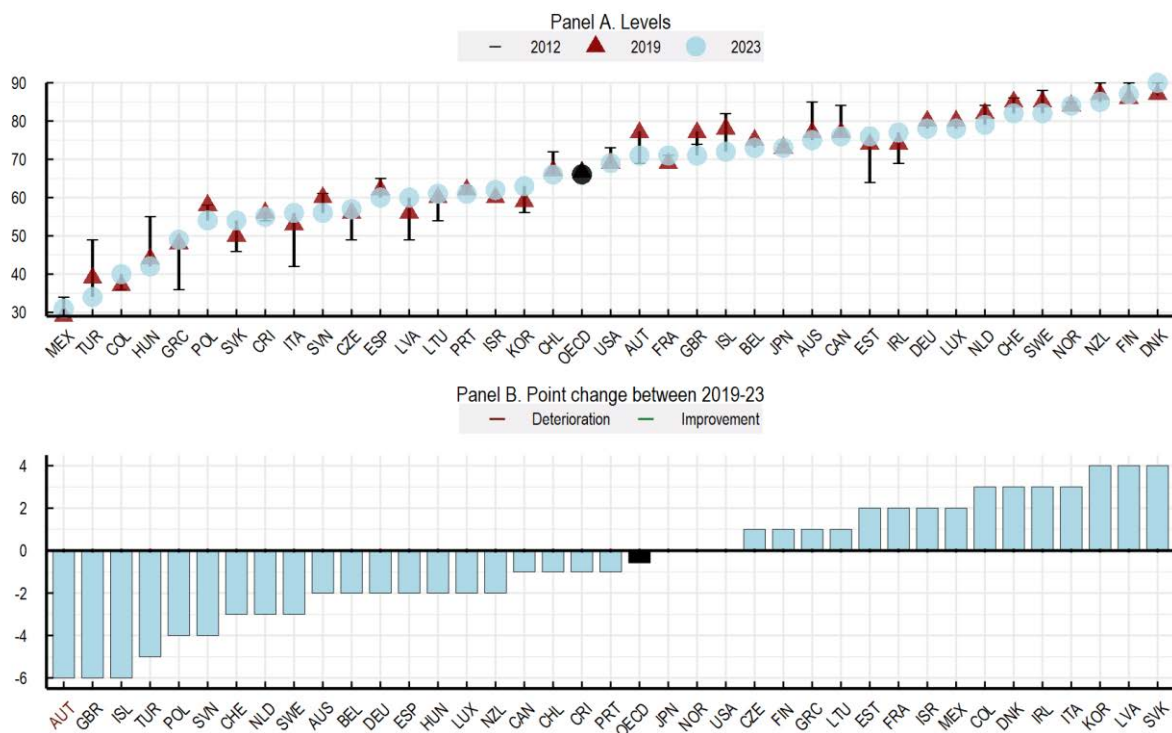 Panel A. Levels
2012 2019 2023
90
80
70
60
50
40
30
MEX TUR COL HUN GRC POL SVK CRI ITA SVN CZE ESP LVA LTU PRT ISR KOR CHL OECD USA AUT FRA GBR ISL BEL JPN AUS CAN EST IRL DEU LUX NLD CHE SWE NOR NZL FIN DNK
Panel B. Point change between 2019-23
Deterioration Improvement
4
2
0
-2
-4
-6
AUT GBR ISL TUR POL SVN CHE NLD SWE AUS BEL DEU ESP HUN LUX NZL CAN CHL CRI PRT OECD JPN NOR USA CZE FIN GRC LTU EST FRA ISR MEX COL DNK IRL ITA KOR LVA SVK